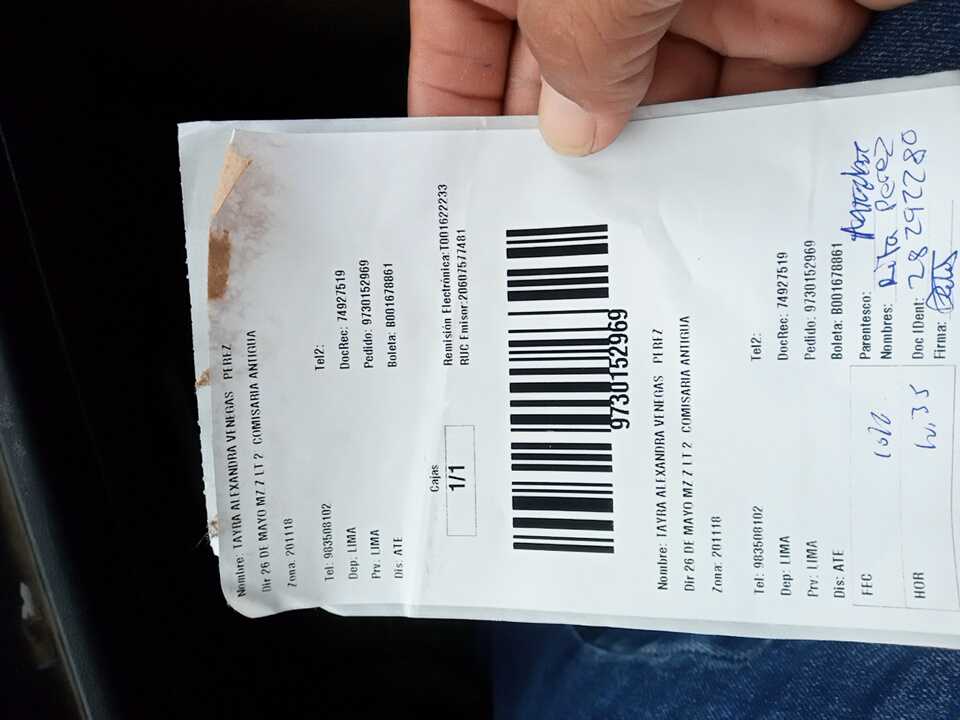 Nombre: TAYRA ALEXANDRA VENEGAS PEREZ
Dir 26 DE MAYO MZ 7 LT 2 COMISARIA ANTIGUA
Zona: 201118
Tel: 983508102 Tel2:
Dep: LIMA DocRec: 74927519
Prv: LIMA Pedido: 9730152969
Dis: ATE Boleta: B001678861
Cajas
1/1
Remisión Electrónica:T001622233
RUC Emisor:20607577481
9730152969
Nombre: TAYRA ALEXANDRA VENEGAS PEREZ
Dir 26 DE MAYO MZ 7 LT 2 COMISARIA ANTIGUA
Zona: 201118
Tel: 983508102 Tel2:
Dep: LIMA DocRec: 74927519
Prv: LIMA Pedido: 9730152969
Dis: ATE Boleta: B001678861
FEC Parentesco:
Nombres: Rita Perez
HOR Doc IDent: 28292280
Firma: